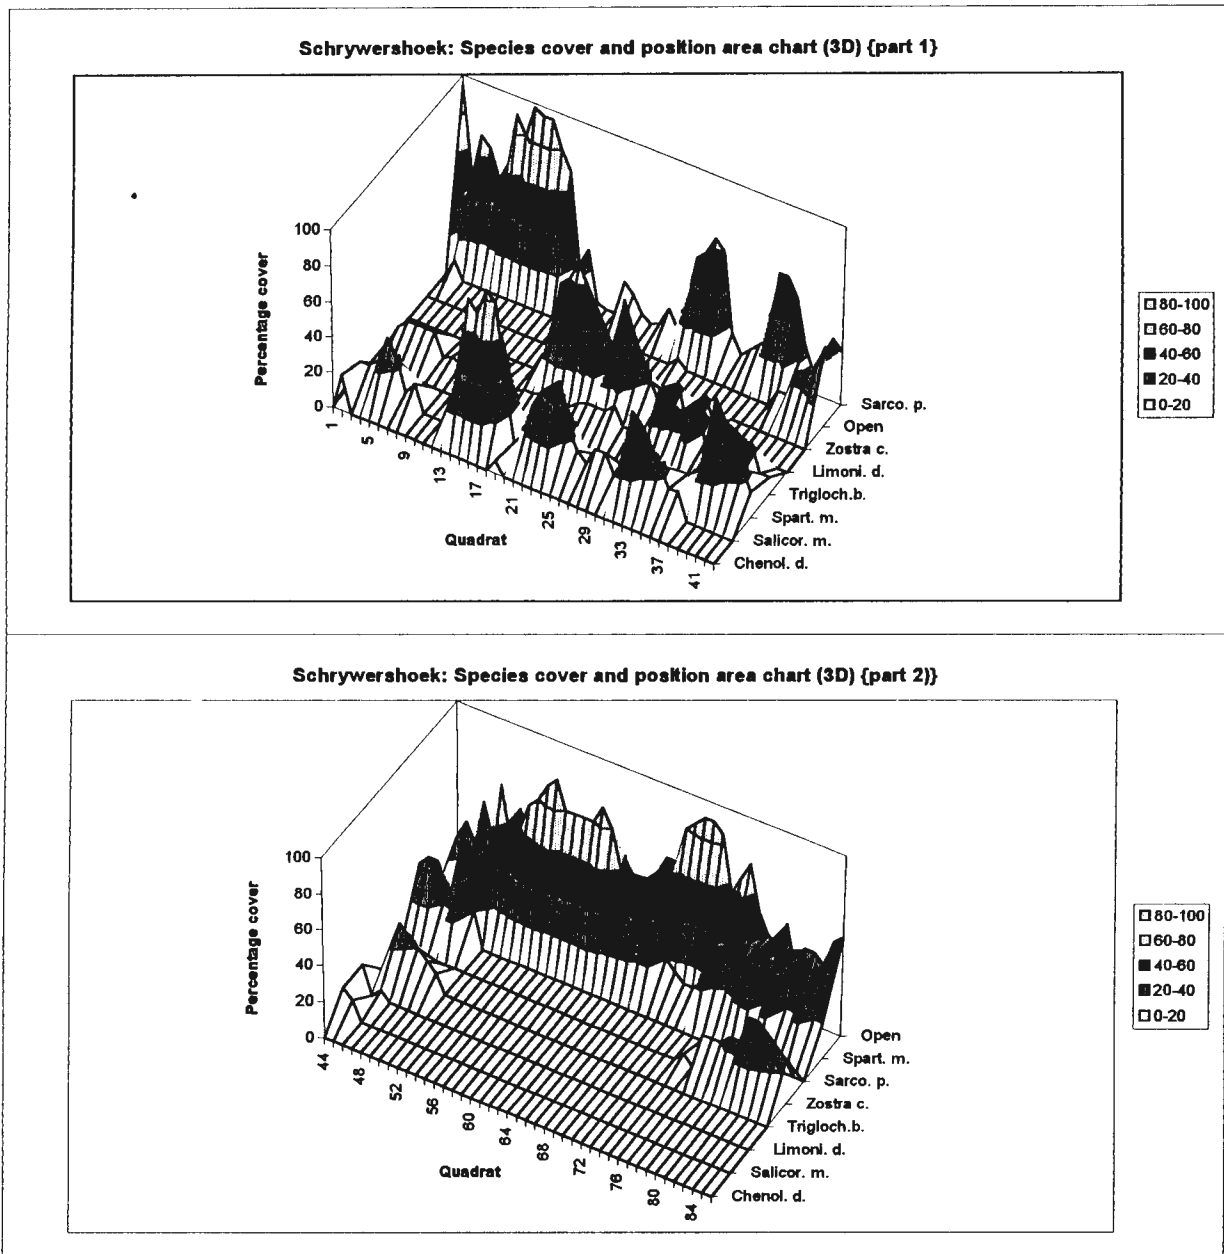 Schrywershoek: Species cover and position area chart (3D) {part 1}
Percentage cover
100
80
60
40
20
0
1
5
9
13
17
21
25
29
33
37
41
Quadrat
Sarco. p.
Open
Zostra c.
Limoni. d.
Trigloch.b.
Spart. m.
Salicor. m.
Chenol. d.
80-100
60-80
40-60
20-40
0-20
Schrywershoek: Species cover and position area chart (3D) {part 2)}
Percentage cover
100
80
60
40
20
0
44
48
52
56
60
64
68
72
76
80
84
Quadrat
Open
Spart. m.
Sarco. p.
Zostra c.
Trigloch.b.
Limoni. d.
Salicor. m.
Chenol. d.
80-100
60-80
40-60
20-40
0-20